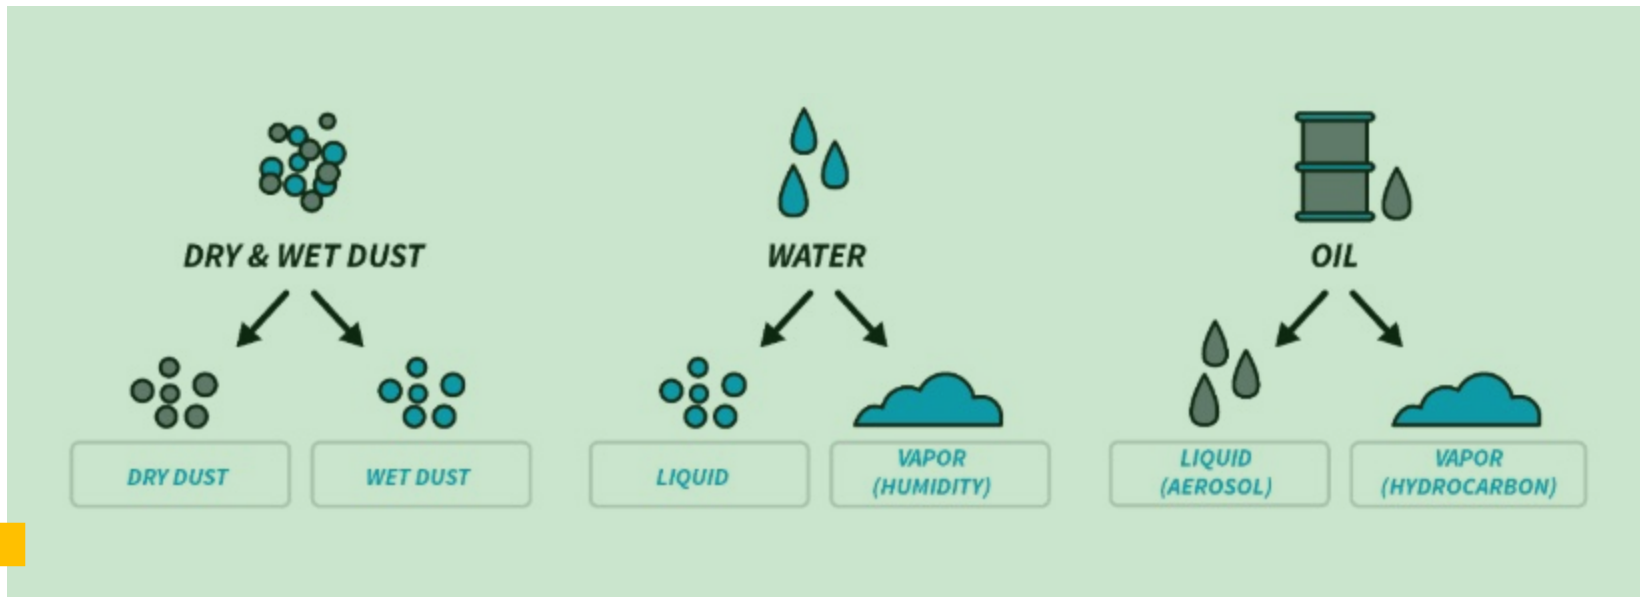 DRY & WET DUST
WATER
OIL
DRY DUST
WET DUST
LIQUID
VAPOR
(HUMIDITY)
LIQUID
(AEROSOL)
VAPOR
(HYDROCARBON)